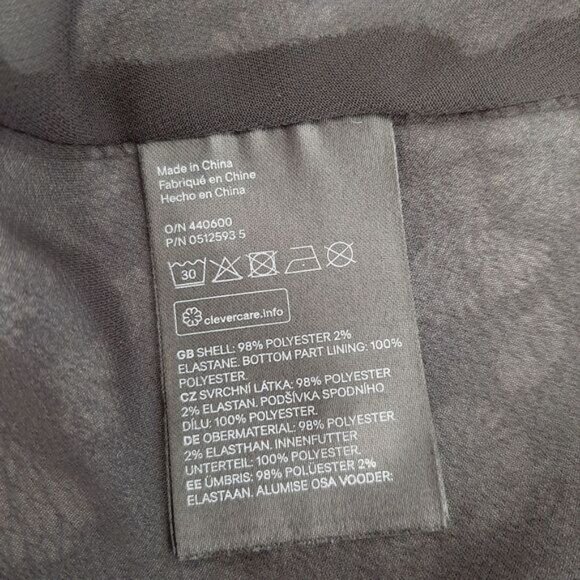 Made in China
Fabriqué en Chine
Hecho en China
O/N 440600
P/N 0512593 5
30
clevercare.info
GB SHELL: 98% POLYESTER 2%
ELASTANE. BOTTOM PART LINING: 100%
POLYESTER.
CZ SVRCHNÍ LÁTKA: 98% POLYESTER
2% ELASTAN. PODŠÍVKA SPODNÍHO
DÍLU: 100% POLYESTER.
DE OBERMATERIAL: 98% POLYESTER
2% ELASTHAN. INNENFUTTER
UNTERTEIL: 100% POLYESTER.
EE ÜMBRIS: 98% POLÜESTER 2%
ELASTAAN. ALUMISE OSA VOODER: